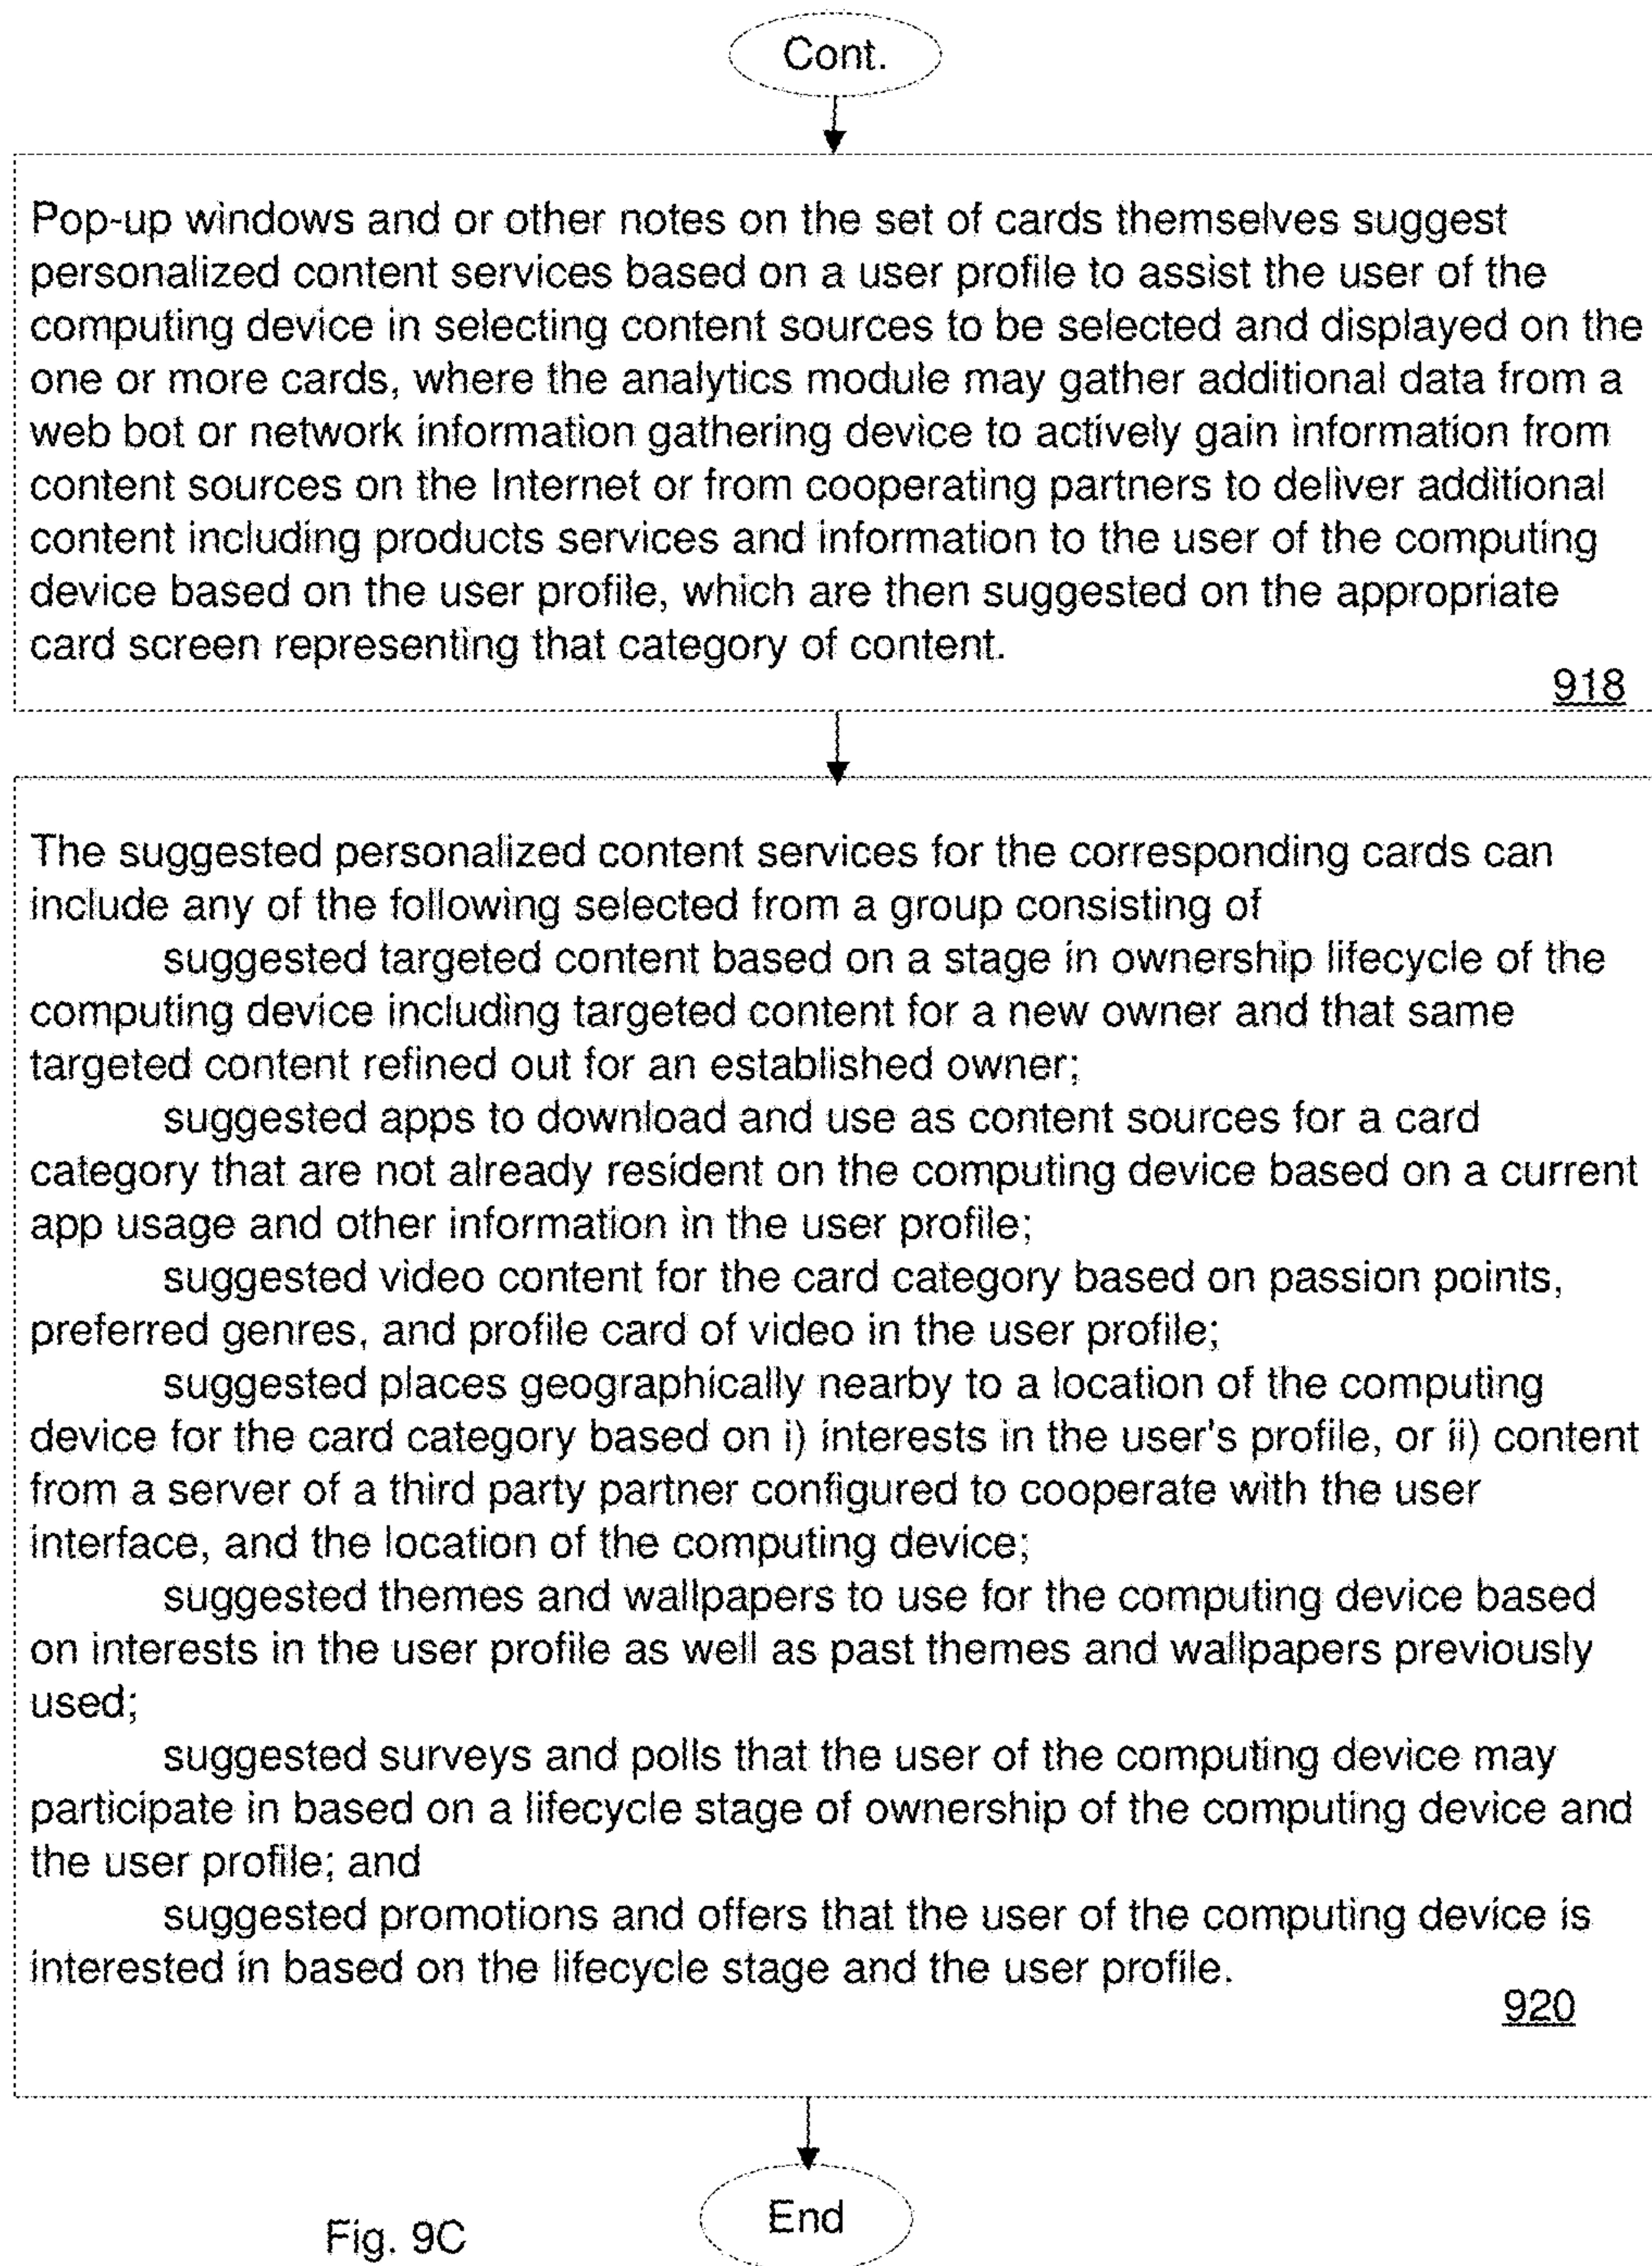 Cont.
Pop-up windows and or other notes on the set of cards themselves suggest
personalized content services based on a user profile to assist the user of the
computing device in selecting content sources to be selected and displayed on the
one or more cards, where the analytics module may gather additional data from a
web bot or network information gathering device to actively gain information from
content sources on the Internet or from cooperating partners to deliver additional
content including products services and information to the user of the computing
device based on the user profile, which are then suggested on the appropriate
card screen representing that category of content.
918
The suggested personalized content services for the corresponding cards can
include any of the following selected from a group consisting of
suggested targeted content based on a stage in ownership lifecycle of the
computing device including targeted content for a new owner and that same
targeted content refined out for an established owner;
suggested apps to download and use as content sources for a card
category that are not already resident on the computing device based on a current
app usage and other information in the user profile;
suggested video content for the card category based on passion points,
preferred genres, and profile card of video in the user profile;
suggested places geographically nearby to a location of the computing
device for the card category based on i) interests in the user's profile, or ii) content
from a server of a third party partner configured to cooperate with the user
interface, and the location of the computing device;
suggested themes and wallpapers to use for the computing device based
on interests in the user profile as well as past themes and wallpapers previously
used;
suggested surveys and polls that the user of the computing device may
participate in based on a lifecycle stage of ownership of the computing device and
the user profile; and
suggested promotions and offers that the user of the computing device is
interested in based on the lifecycle stage and the user profile.
920
End
Fig. 9C